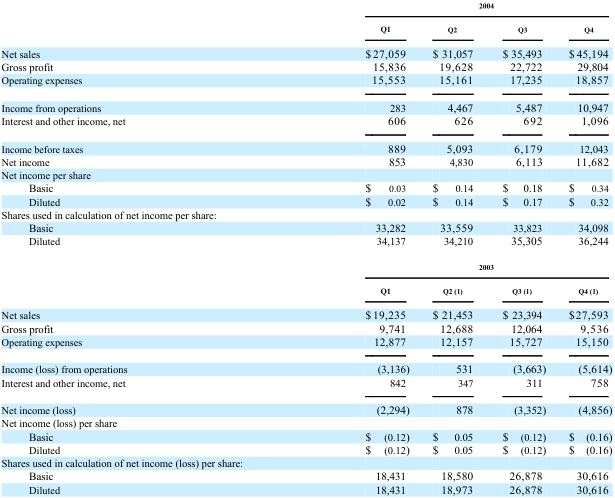 2004
Q1 Q2 Q3 Q4
Net sales $27,059 $ 31,057 $ 35,493 $45,194
Gross profit 15,836 19,628 22,722 29,804
Operating expenses 15,553 15,161 17,235 18,857
Income from operations 283 4,467 5,487 10,947
Interest and other income, net 606 626 692 1,096
Income before taxes 889 5,093 6,179 12,043
Net income 853 4,830 6,113 11,682
Net income per share
Basic $ 0.03 $ 0.14 $ 0.18 $ 0.34
Diluted $ 0.02 $ 0.14 $ 0.17 $ 0.32
Shares used in calculation of net income per share:
Basic 33,282 33,559 33,823 34,098
Diluted 34,137 34,210 35,305 36,244
2003
Q1 Q2 (1) Q3 (1) Q4 (1)
Net sales $19,235 $ 21,453 $ 23,394 $27,593
Gross profit 9,741 12,688 12,064 9,536
Operating expenses 12,877 12,157 15,727 15,150
Income (loss) from operations (3,136) 531 (3,663) (5,614)
Interest and other income, net 842 347 311 758
Net income (loss) (2,294) 878 (3,352) (4,856)
Net income (loss) per share
Basic $ (0.12) $ 0.05 $ (0.12) $ (0.16)
Diluted $ (0.12) $ 0.05 $ (0.12) $ (0.16)
Shares used in calculation of net income (loss) per share:
Basic 18,431 18,580 26,878 30,616
Diluted 18,431 18,973 26,878 30,616